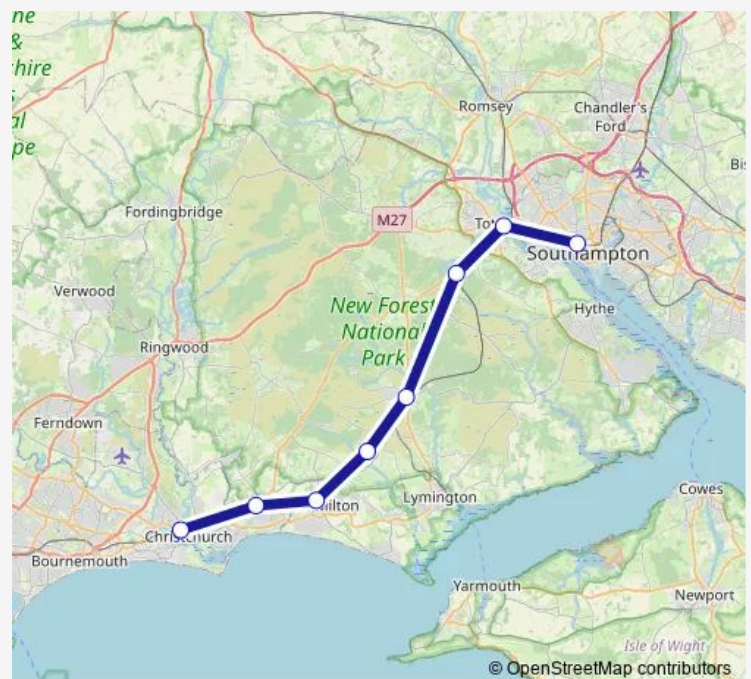 ne
&
hire
al
pe
Romsey
Chandler's
Ford
Fordingbridge
M27
Southampton
Verwood
New Forest
National
Park
Hythe
Ringwood
Ferndown
Lymington
Cowes
Christchurch
Bournemouth
Yarmouth
Newport
Isle of Wight
© OpenStreetMap contributors